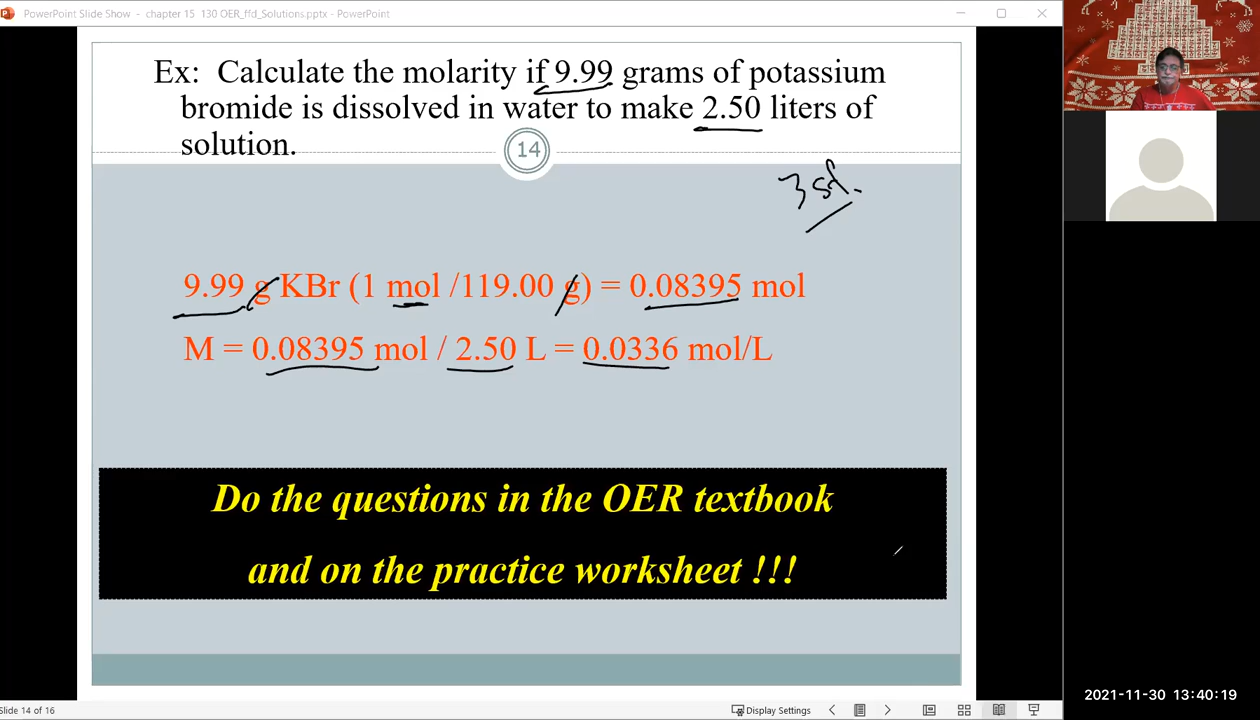 PowerPoint Slide Show - chapter 15 130 OER_ffd_Solutions.pptx - PowerPoint
Ex: Calculate the molarity if 9.99 grams of potassium
bromide is dissolved in water to make 2.50 liters of
solution.
14
3 sd.
9.99 g KBr (1 mol /119.00 g) = 0.08395 mol
M = 0.08395 mol / 2.50 L = 0.0336 mol/L
Do the questions in the OER textbook
and on the practice worksheet !!!
2021-11-30 13:40:19
Slide 14 of 16
Display Settings